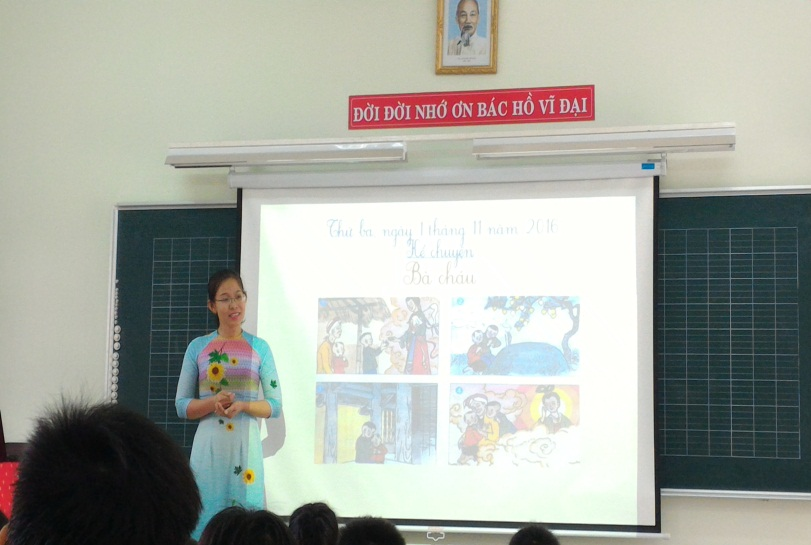 ĐỜI ĐỜI NHỚ ƠN BÁC HỒ VĨ ĐẠI
Thứ ba, ngày 1 tháng 11 năm 2016
Kể chuyện
Bà cháu